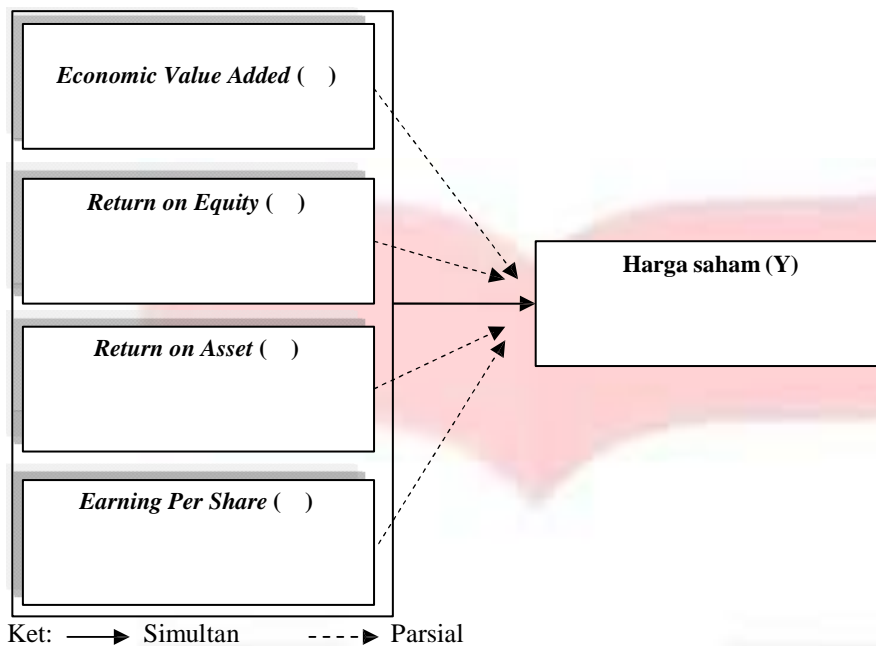 Economic Value Added ( )
Return on Equity ( )
Harga saham (Y)
Return on Asset ( )
Earning Per Share ( )
Ket: Simultan Parsial